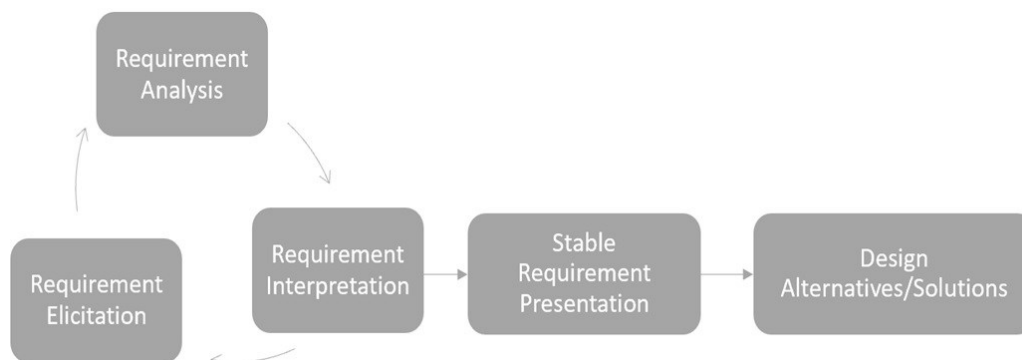 Requirement
Analysis
Requirement
Elicitation
Requirement
Interpretation
Stable
Requirement
Presentation
Design
Alternatives/Solutions